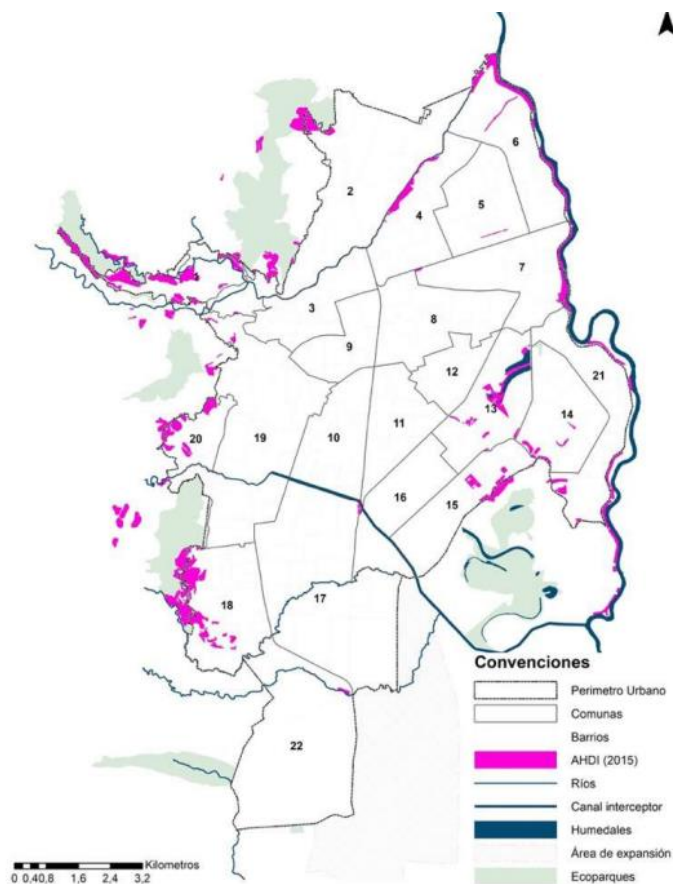 6
2
4
5
7
3
8
9
12
21
13
14
20
19
10
11
16
15
18
17
22
Convenciones
Perimetro Urbano
Comunas
Barrios
AHDI (2015)
Ríos
Canal interceptor
Humedales
Área de expansión
Ecoparques
Kilometros
0 0,40,8 1,6 2,4 3,2